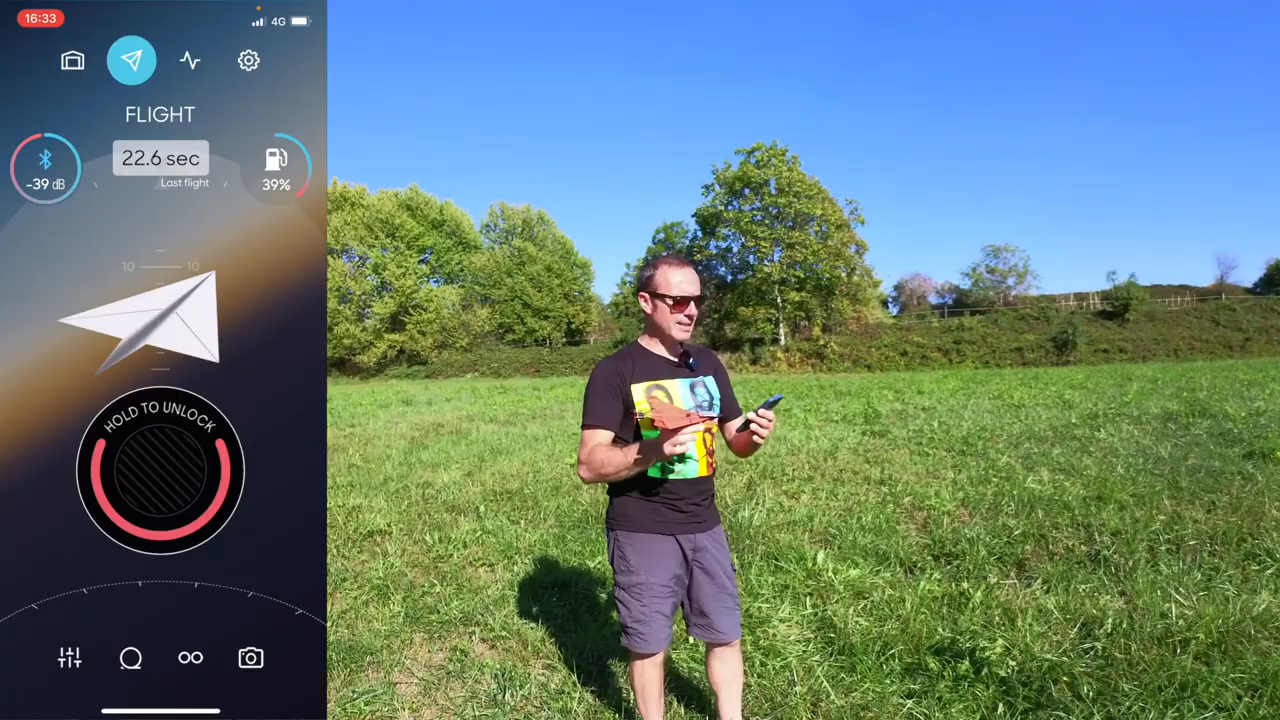 16:33
4G
FLIGHT
-39 dB
22.6 sec
Last flight
39%
10 10
HOLD TO UNLOCK